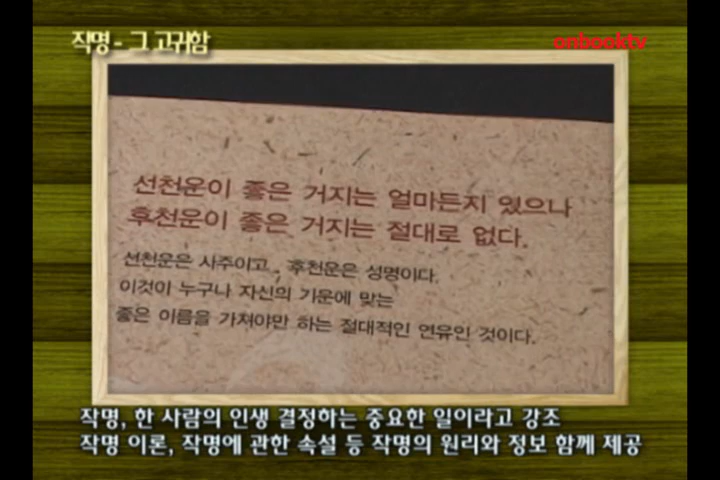 작명 - 그 고귀함
onbooktv
선천운이 좋은 거지는 얼마든지 있으나
후천운이 좋은 거지는 절대로 없다.
선천운은 사주이고, 후천운은 성명이다.
이것이 누구나 자신의 기운에 맞는
좋은 이름을 가져야만 하는 절대적인 연유인 것이다.
작명, 한 사람의 인생 결정하는 중요한 일이라고 강조
작명 이론, 작명에 관한 속설 등 작명의 원리와 정보 함께 제공